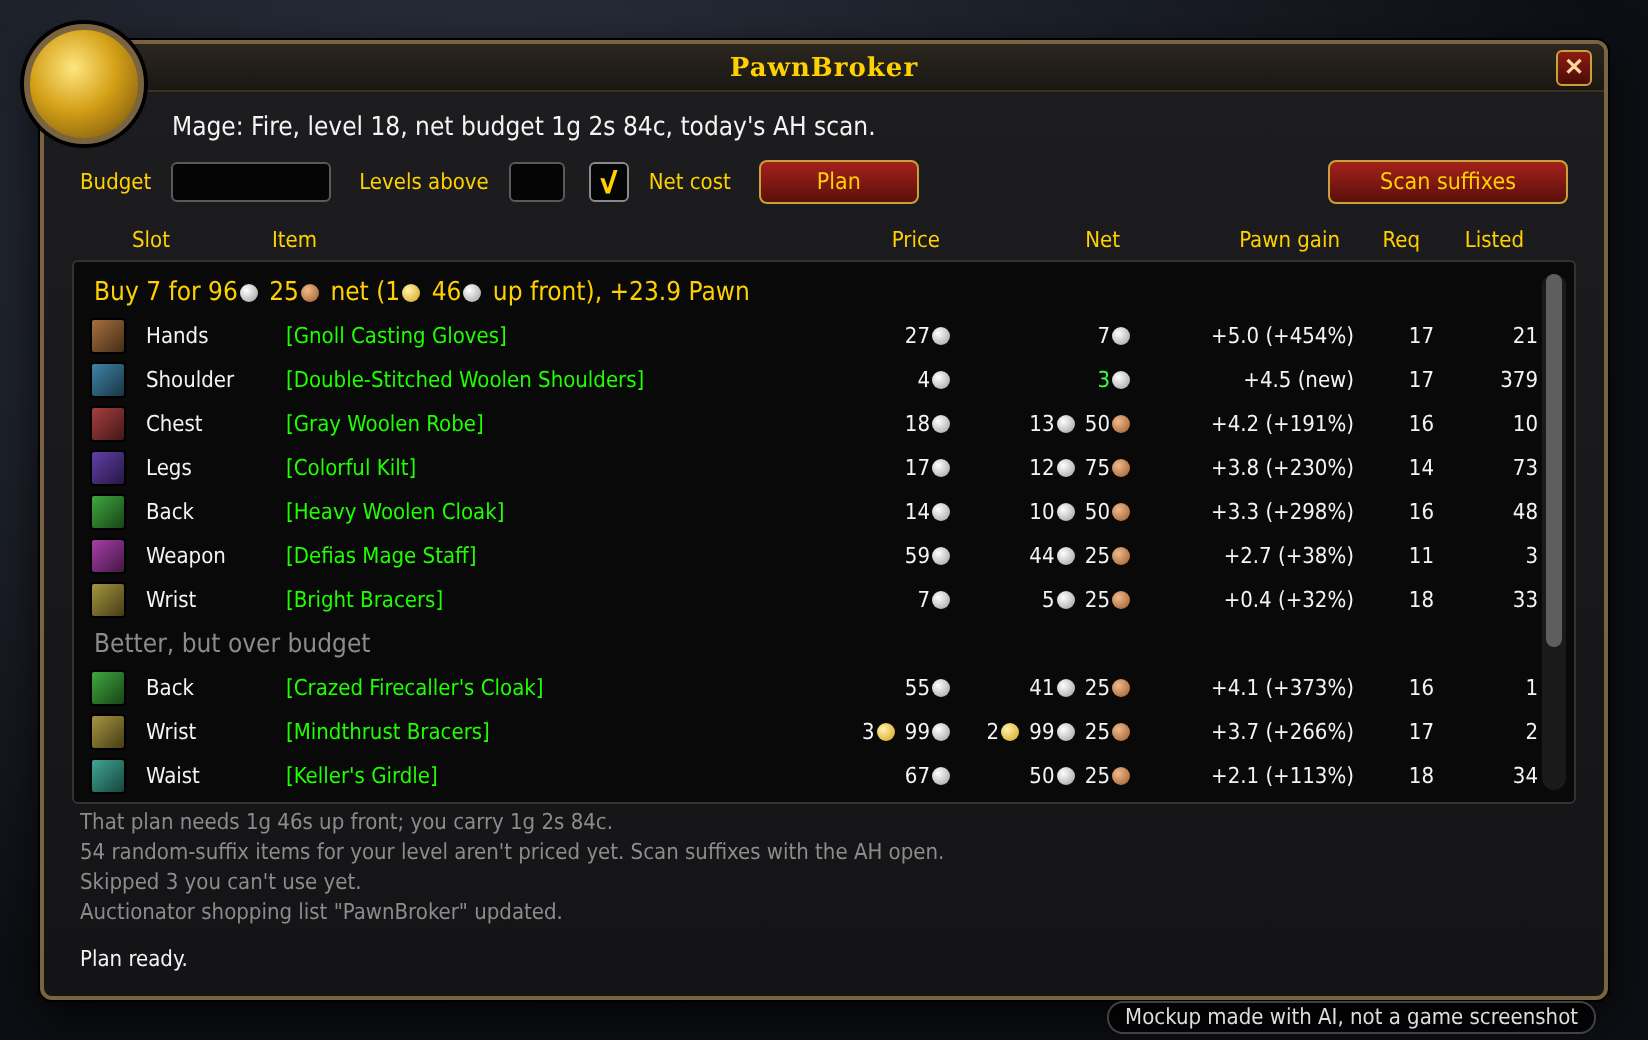 PawnBroker
Mage: Fire, level 18, net budget 1g 2s 84c, today's AH scan.
Budget Levels above √ Net cost Plan Scan suffixes
Slot Item Price Net Pawn gain Req Listed
Buy 7 for 96 25 net (1 46 up front), +23.9 Pawn
Hands [Gnoll Casting Gloves] 27 7 +5.0 (+454%) 17 21
Shoulder [Double-Stitched Woolen Shoulders] 4 3 +4.5 (new) 17 379
Chest [Gray Woolen Robe] 18 13 50 +4.2 (+191%) 16 10
Legs [Colorful Kilt] 17 12 75 +3.8 (+230%) 14 73
Back [Heavy Woolen Cloak] 14 10 50 +3.3 (+298%) 16 48
Weapon [Defias Mage Staff] 59 44 25 +2.7 (+38%) 11 3
Wrist [Bright Bracers] 7 5 25 +0.4 (+32%) 18 33
Better, but over budget
Back [Crazed Firecaller's Cloak] 55 41 25 +4.1 (+373%) 16 1
Wrist [Mindthrust Bracers] 3 99 2 99 25 +3.7 (+266%) 17 2
Waist [Keller's Girdle] 67 50 25 +2.1 (+113%) 18 34
That plan needs 1g 46s up front; you carry 1g 2s 84c.
54 random-suffix items for your level aren't priced yet. Scan suffixes with the AH open.
Skipped 3 you can't use yet.
Auctionator shopping list "PawnBroker" updated.
Plan ready.
Mockup made with AI, not a game screenshot